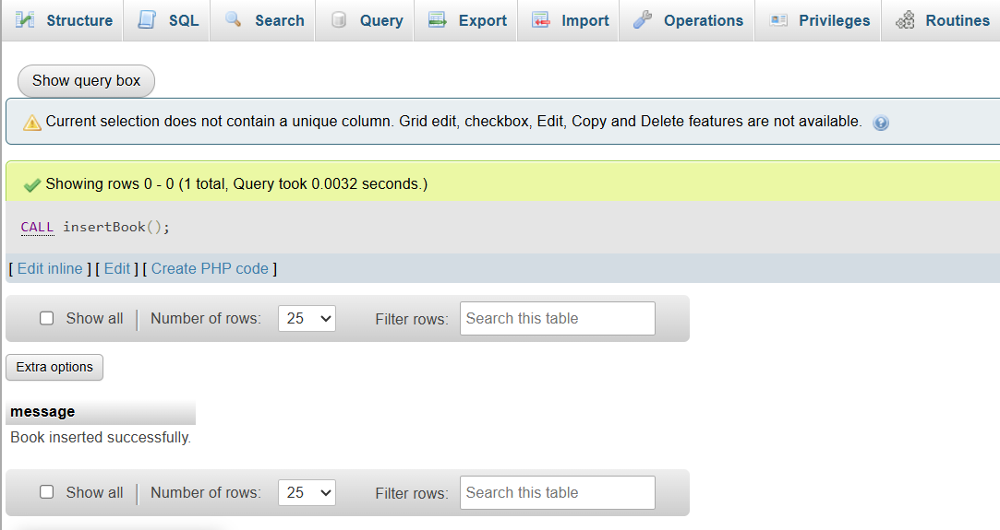 Structure SQL Search Query Export Import Operations Privileges Routines
Show query box
Current selection does not contain a unique column. Grid edit, checkbox, Edit, Copy and Delete features are not available.
Showing rows 0 - 0 (1 total, Query took 0.0032 seconds.)
CALL insertBook();
[ Edit inline ] [ Edit ] [ Create PHP code ]
Show all Number of rows: 25 Filter rows: Search this table
Extra options
message
Book inserted successfully.
Show all Number of rows: 25 Filter rows: Search this table